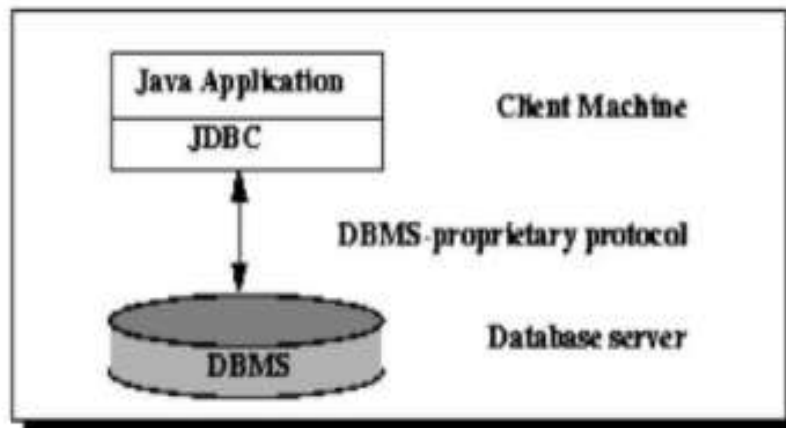 Java Application
JDBC
Client Machine
DBMS-proprietary protocol
Database server
DBMS